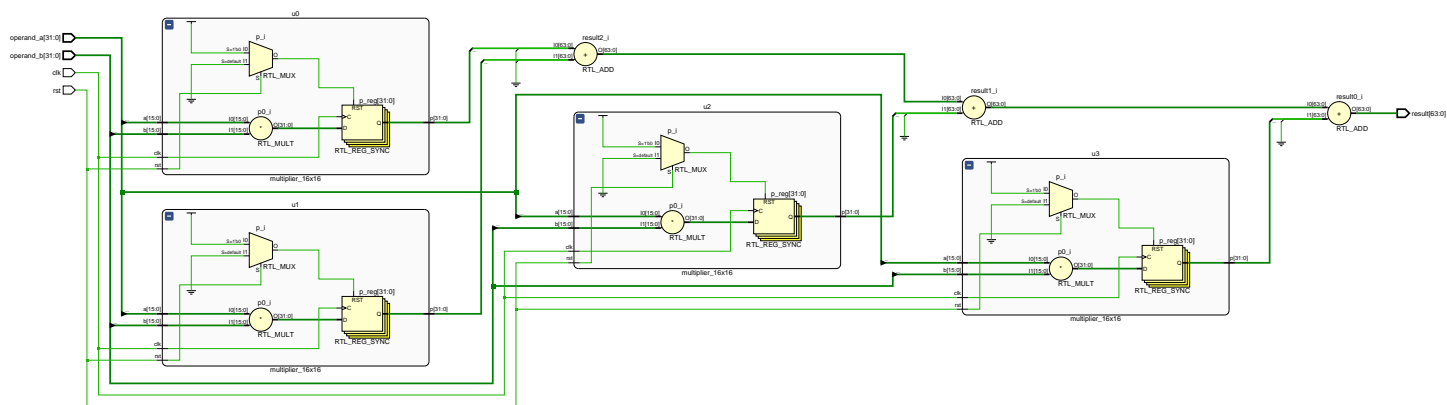 operand_a[31:0]
operand_b[31:0]
clk
rst
u0
p_i
S=1'b0 I0
S=default I1
S
O
RTL_MUX
p0_i
a[15:0]
b[15:0]
I0[15:0]
I1[15:0]
O[31:0]
RTL_MULT
p_reg[31:0]
RST
C
D
Q
RTL_REG_SYNC
p[31:0]
clk
rst
multiplier_16x16
u1
p_i
S=1'b0 I0
S=default I1
S
O
RTL_MUX
p0_i
a[15:0]
b[15:0]
I0[15:0]
I1[15:0]
O[31:0]
RTL_MULT
p_reg[31:0]
RST
C
D
Q
RTL_REG_SYNC
p[31:0]
clk
rst
multiplier_16x16
result2_i
I0[63:0]
I1[63:0]
+
O[63:0]
RTL_ADD
u2
p_i
S=1'b0 I0
S=default I1
S
O
RTL_MUX
p0_i
a[15:0]
b[15:0]
I0[15:0]
I1[15:0]
O[31:0]
RTL_MULT
p_reg[31:0]
RST
C
D
Q
RTL_REG_SYNC
p[31:0]
clk
rst
multiplier_16x16
result1_i
I0[63:0]
I1[63:0]
+
O[63:0]
RTL_ADD
u3
p_i
S=1'b0 I0
S=default I1
S
O
RTL_MUX
p0_i
a[15:0]
b[15:0]
I0[15:0]
I1[15:0]
O[31:0]
RTL_MULT
p_reg[31:0]
RST
C
D
Q
RTL_REG_SYNC
p[31:0]
clk
rst
multiplier_16x16
result0_i
I0[63:0]
I1[63:0]
+
O[63:0]
RTL_ADD
result[63:0]